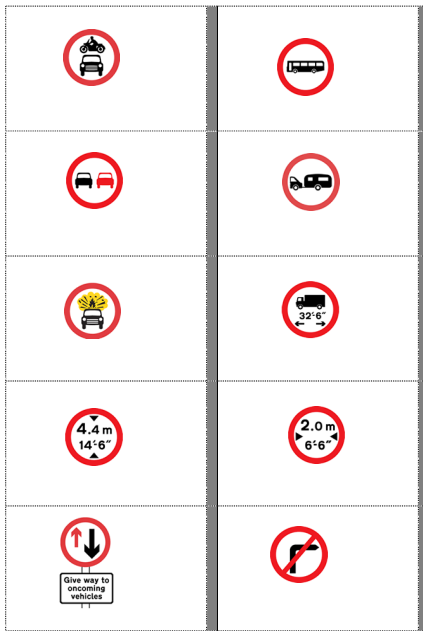 32'-6"
4.4 m
14'-6"
2.0 m
6'-6"
Give way to
oncoming
vehicles